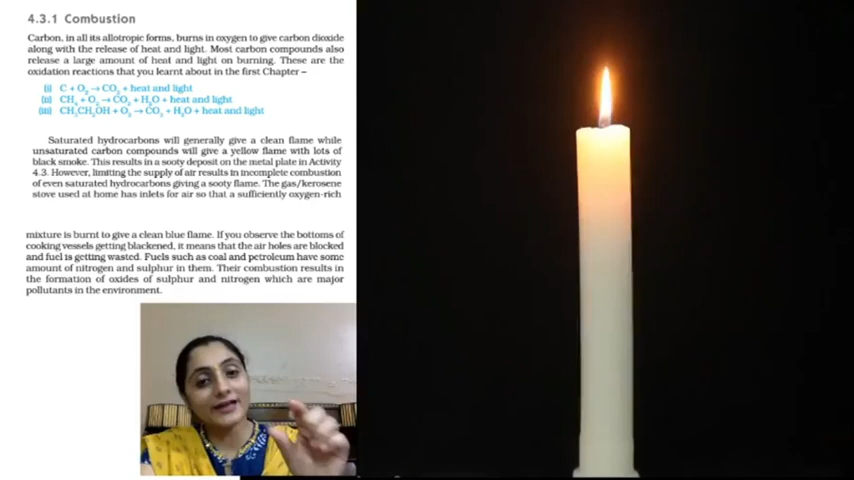 4.3.1 Combustion
Carbon, in all its allotropic forms, burns in oxygen to give carbon dioxide
along with the release of heat and light. Most carbon compounds also
release a large amount of heat and light on burning. These are the
oxidation reactions that you learnt about in the first Chapter –
(i) C + O₂ → CO₂ + heat and light
(ii) CH₄ + O₂ → CO₂ + H₂O + heat and light
(iii) CH₃CH₂OH + O₂ → CO₂ + H₂O + heat and light
Saturated hydrocarbons will generally give a clean flame while
unsaturated carbon compounds will give a yellow flame with lots of
black smoke. This results in a sooty deposit on the metal plate in Activity
4.3. However, limiting the supply of air results in incomplete combustion
of even saturated hydrocarbons giving a sooty flame. The gas/kerosene
stove used at home has inlets for air so that a sufficiently oxygen-rich
mixture is burnt to give a clean blue flame. If you observe the bottoms of
cooking vessels getting blackened, it means that the air holes are blocked
and fuel is getting wasted. Fuels such as coal and petroleum have some
amount of nitrogen and sulphur in them. Their combustion results in
the formation of oxides of sulphur and nitrogen which are major
pollutants in the environment.